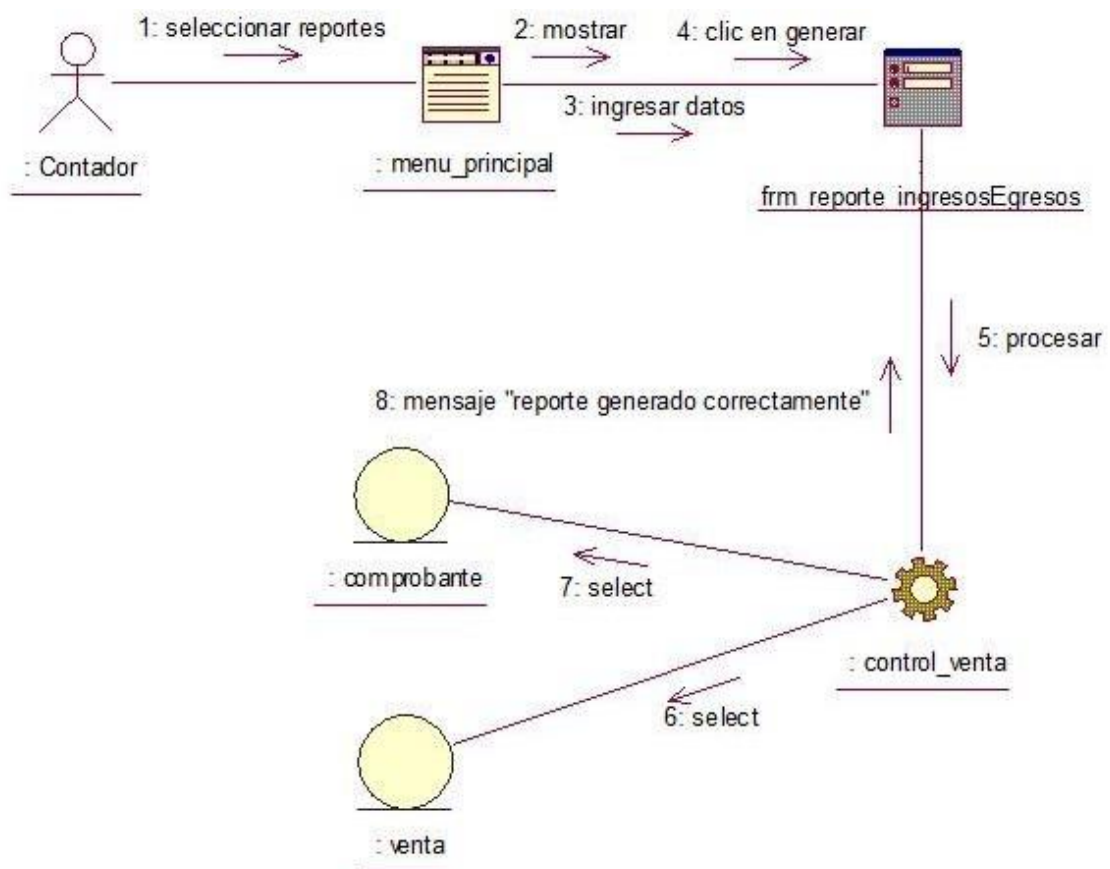 1: seleccionar reportes
2: mostrar
4: clic en generar
3: ingresar datos
: Contador
: menu_principal
frm_reporte_ingresosEgresos
5: procesar
8: mensaje "reporte generado correctamente"
: comprobante
7: select
: control_venta
6: select
: venta